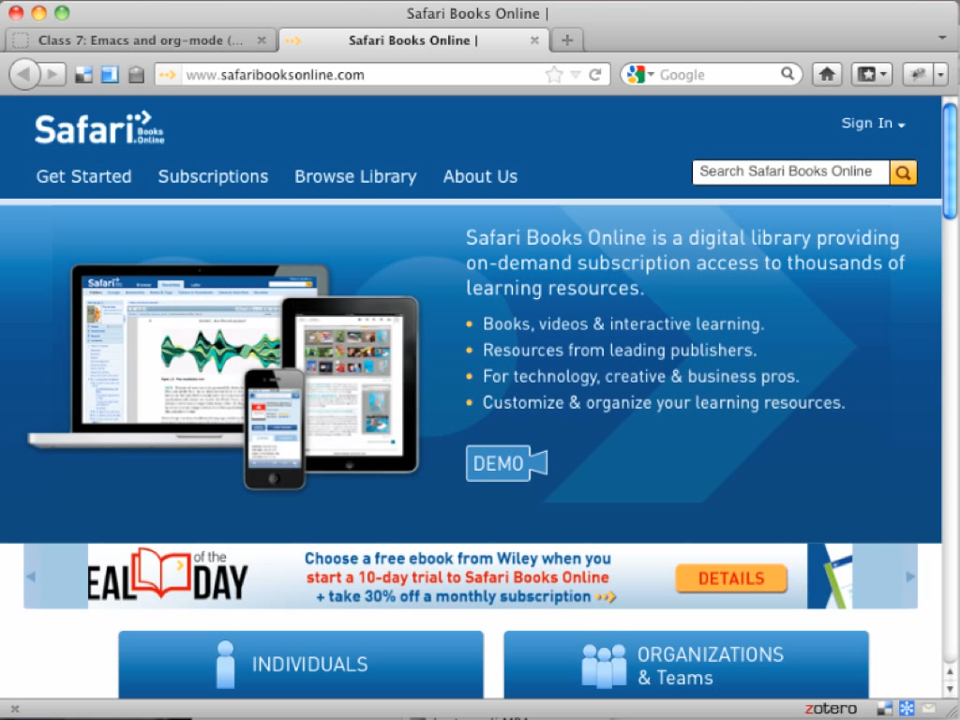 Safari Books Online |
Class 7: Emacs and org-mode (...
Safari Books Online |
www.safaribooksonline.com
Google
Safari Books Online
Sign In
Get Started
Subscriptions
Browse Library
About Us
Search Safari Books Online
Safari Books Online is a digital library providing
on-demand subscription access to thousands of
learning resources.
• Books, videos & interactive learning.
• Resources from leading publishers.
• For technology, creative & business pros.
• Customize & organize your learning resources.
DEMO
EAL of the DAY
Choose a free ebook from Wiley when you
start a 10-day trial to Safari Books Online
+ take 30% off a monthly subscription
DETAILS
INDIVIDUALS
ORGANIZATIONS
& Teams
zotero